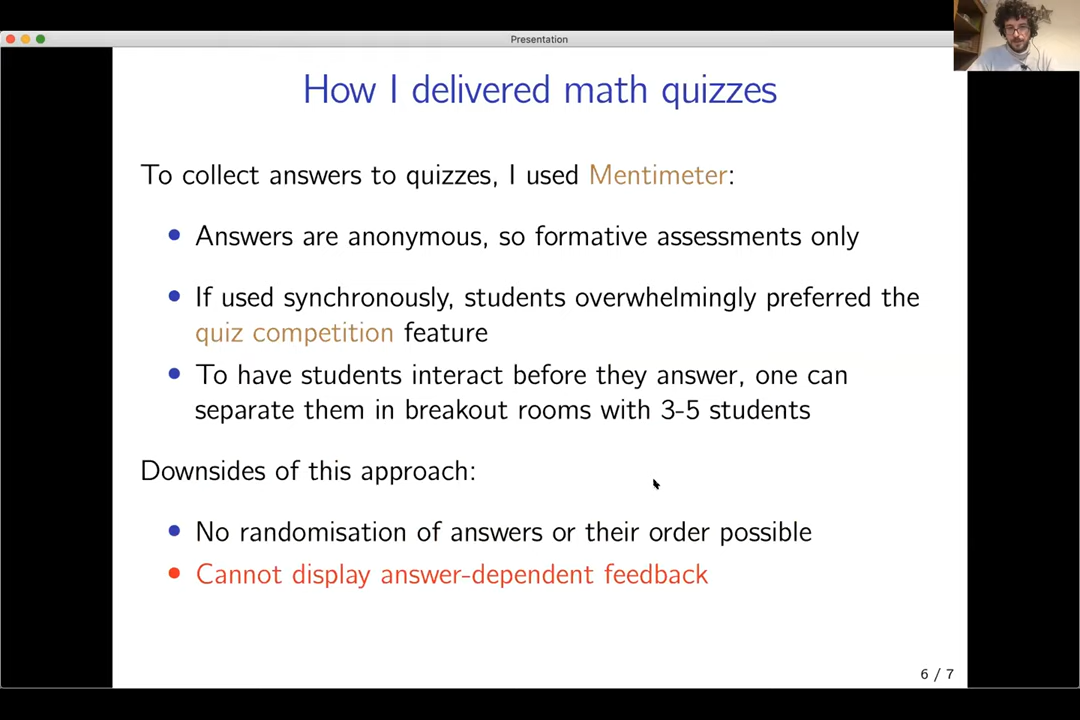 Presentation
How I delivered math quizzes
To collect answers to quizzes, I used Mentimeter:
• Answers are anonymous, so formative assessments only
• If used synchronously, students overwhelmingly preferred the
quiz competition feature
• To have students interact before they answer, one can
separate them in breakout rooms with 3-5 students
Downsides of this approach:
• No randomisation of answers or their order possible
• Cannot display answer-dependent feedback
6 / 7